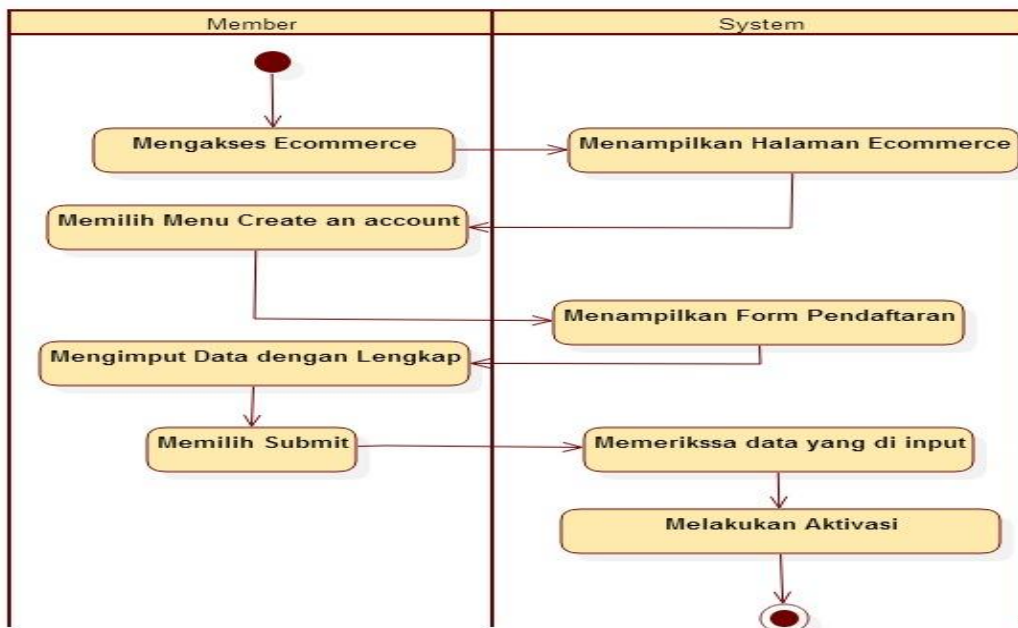 Member
System
Mengakses Ecommerce
Menampilkan Halaman Ecommerce
Memilih Menu Create an account
Menampilkan Form Pendaftaran
Mengimput Data dengan Lengkap
Memilih Submit
Memerikssa data yang di input
Melakukan Aktivasi